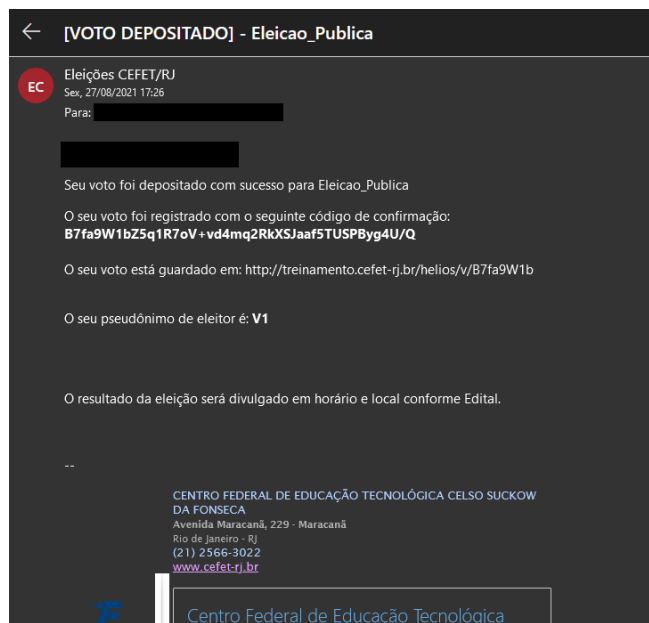 [VOTO DEPOSITADO] - Eleicao_Publica
EC
Eleições CEFET/RJ
Sex, 27/08/2021 17:26
Para:
Seu voto foi depositado com sucesso para Eleicao_Publica
O seu voto foi registrado com o seguinte código de confirmação:
B7fa9W1bZ5q1R7oV+vd4mq2RkXSJaaf5TUSPByg4U/Q
O seu voto está guardado em: http://treinamento.cefet-rj.br/helios/v/B7fa9W1b
O seu pseudônimo de eleitor é: V1
O resultado da eleição será divulgado em horário e local conforme Edital.
--
CENTRO FEDERAL DE EDUCAÇÃO TECNOLÓGICA CELSO SUCKOW
DA FONSECA
Avenida Maracanã, 229 - Maracanã
Rio de Janeiro - RJ
(21) 2566-3022
www.cefet-rj.br
Centro Federal de Educação Tecnológica